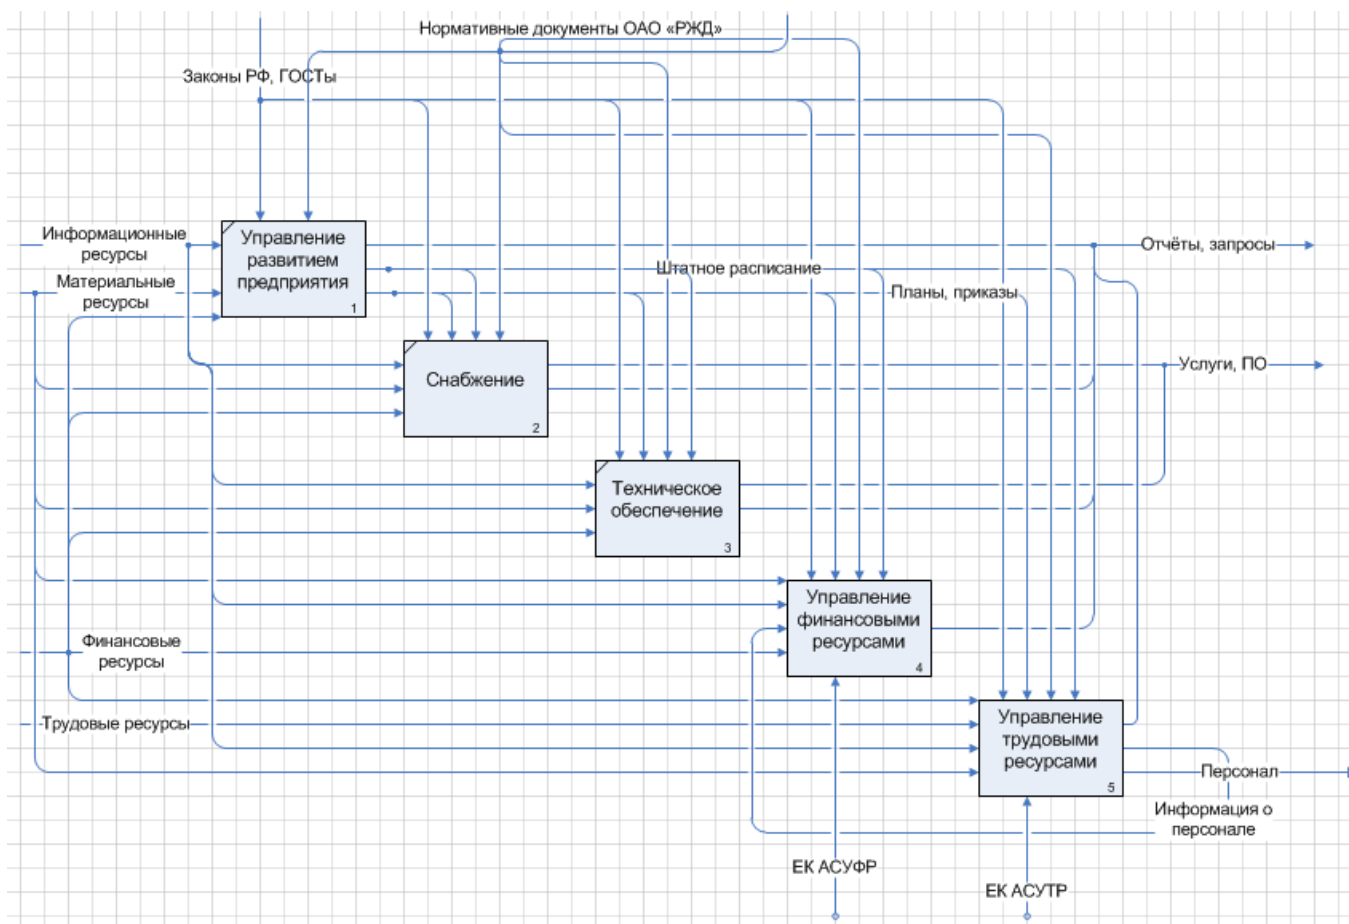 Нормативные документы ОАО «РЖД»
Законы РФ, ГОСТы
Информационные
ресурсы
Управление
развитием
предприятия
1
Отчёты, запросы
Штатное расписание
Материальные
ресурсы
Планы, приказы
Снабжение
2
Услуги, ПО
Техническое
обеспечение
3
Управление
финансовыми
ресурсами
4
Финансовые
ресурсы
Трудовые ресурсы
Управление
трудовыми
ресурсами
5
Персонал
Информация о
персонале
ЕК АСУФР
ЕК АСУТР